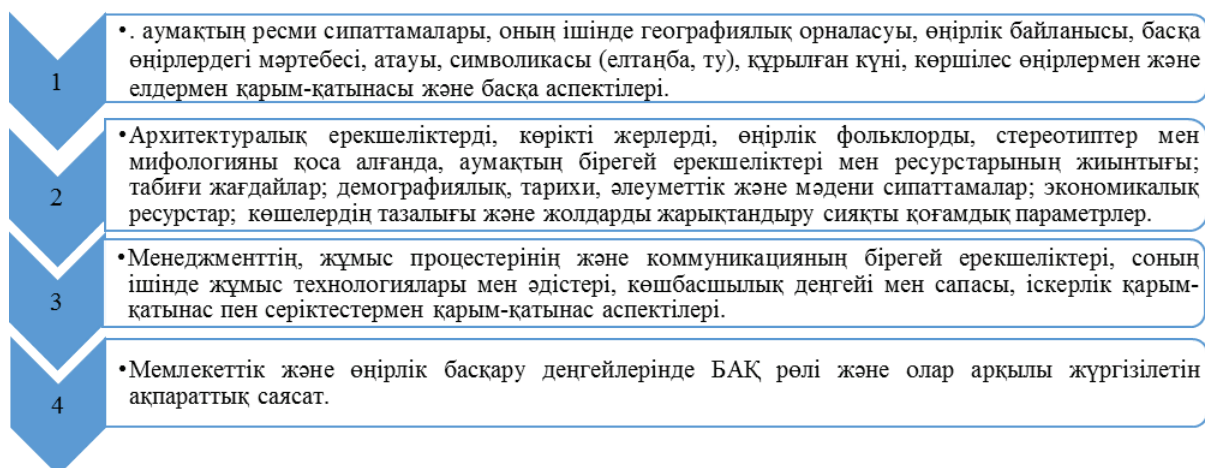 •. аумақтың ресми сипаттамалары, оның ішінде географиялық орналасуы, өңірлік байланысы, басқа
өңірлердегі мәртебесі, атауы, символикасы (елтаңба, ту), құрылған күні, көршілес өңірлермен және
елдермен қарым-қатынасы және басқа аспектілері.
1
•Архитектуралық ерекшеліктерді, көрікті жерлерді, өңірлік фольклорды, стереотиптер мен
мифологияны қоса алғанда, аумақтың бірегей ерекшеліктері мен ресурстарының жиынтығы;
табиғи жағдайлар; демографиялық, тарихи, әлеуметтік және мәдени сипаттамалар; экономикалық
ресурстар; көшелердің тазалығы және жолдарды жарықтандыру сияқты қоғамдық параметрлер.
2
•Менеджменттің, жұмыс процестерінің және коммуникацияның бірегей ерекшеліктері, соның
ішінде жұмыс технологиялары мен әдістері, көшбасшылық деңгейі мен сапасы, іскерлік қарым-
қатынас пен серіктестермен қарым-қатынас аспектілері.
3
•Мемлекеттік және өңірлік басқару деңгейлерінде БАҚ рөлі және олар арқылы жүргізілетін
ақпараттық саясат.
4